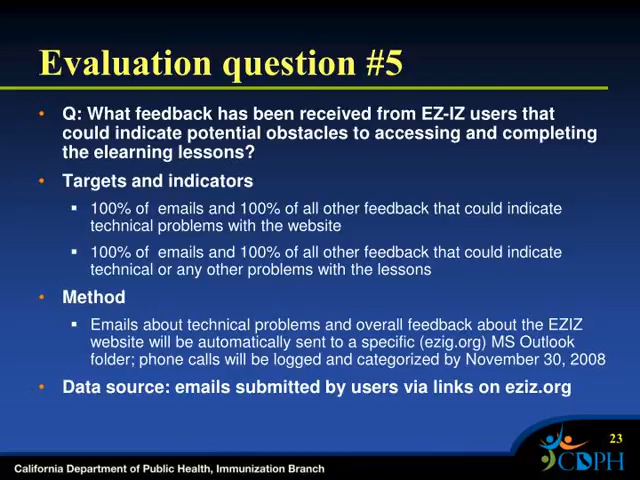 Evaluation question #5
• Q: What feedback has been received from EZ-IZ users that
could indicate potential obstacles to accessing and completing
the elearning lessons?
• Targets and indicators
▪ 100% of  emails and 100% of all other feedback that could indicate
technical problems with the website
▪ 100% of  emails and 100% of all other feedback that could indicate
technical or any other problems with the lessons
• Method
▪ Emails about technical problems and overall feedback about the EZIZ
website will be automatically sent to a specific (ezig.org) MS Outlook
folder; phone calls will be logged and categorized by November 30, 2008
• Data source: emails submitted by users via links on eziz.org
23
CDPH
California Department of Public Health, Immunization Branch